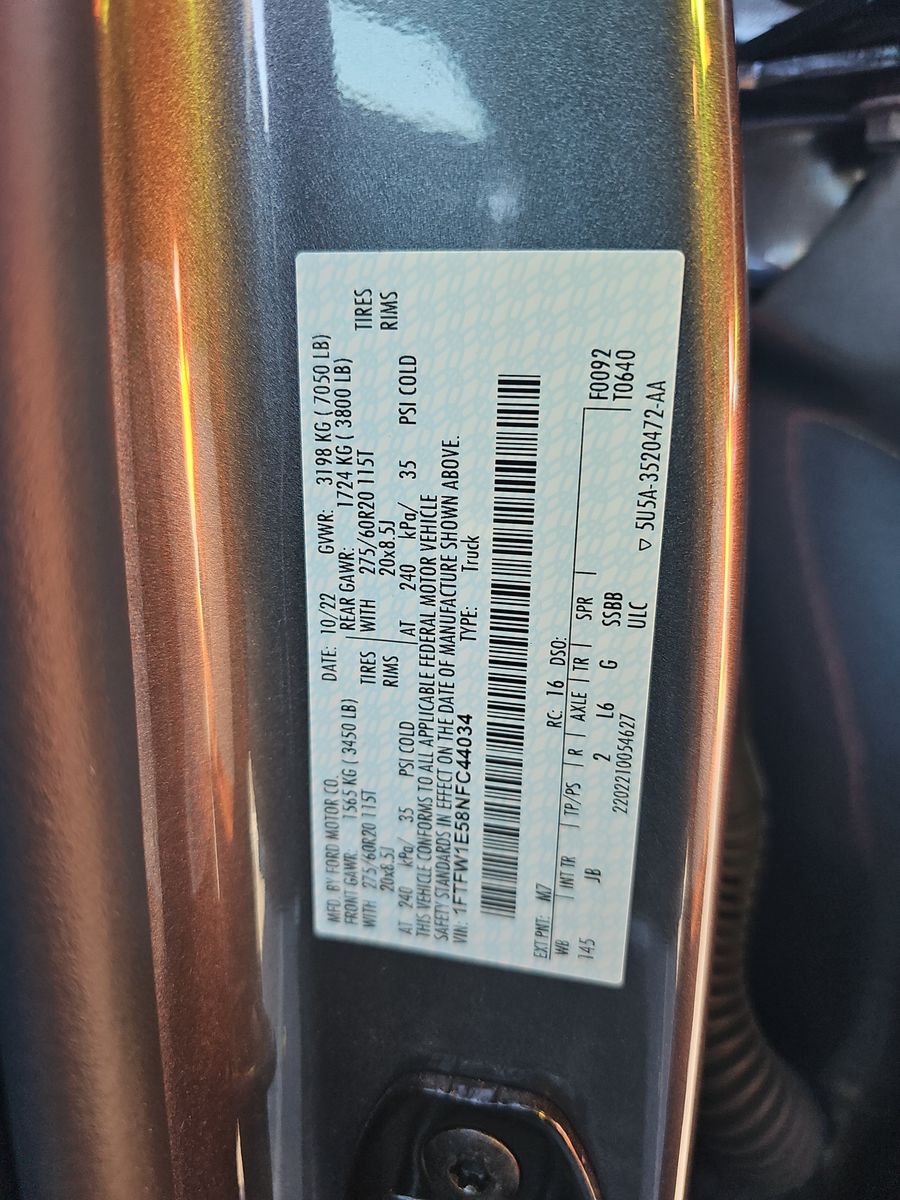 MFD BY FORD MOTOR CO.
DATE: 10/22 GVWR: 3198 KG ( 7050 LB)
FRONT GAWR: 1565 KG ( 3450 LB) REAR GAWR: 1724 KG ( 3800 LB)
WITH 275/60R20 115T TIRES WITH 275/60R20 115T TIRES
20x8.5J RIMS 20x8.5J RIMS
AT 240 kPa/ 35 PSI COLD AT 240 kPa/ 35 PSI COLD
THIS VEHICLE CONFORMS TO ALL APPLICABLE FEDERAL MOTOR VEHICLE
SAFETY STANDARDS IN EFFECT ON THE DATE OF MANUFACTURE SHOWN ABOVE.
VIN: 1FTFW1E58NFC44034 TYPE: Truck
EXT PNT: M7 RC: 16 DSO: F0092
WB INT TR TP/PS R AXLE TR SPR T0640
145 JB 2 L6 G SSBB
2202210054627 ULC ▽ 5U5A-3520472-AA